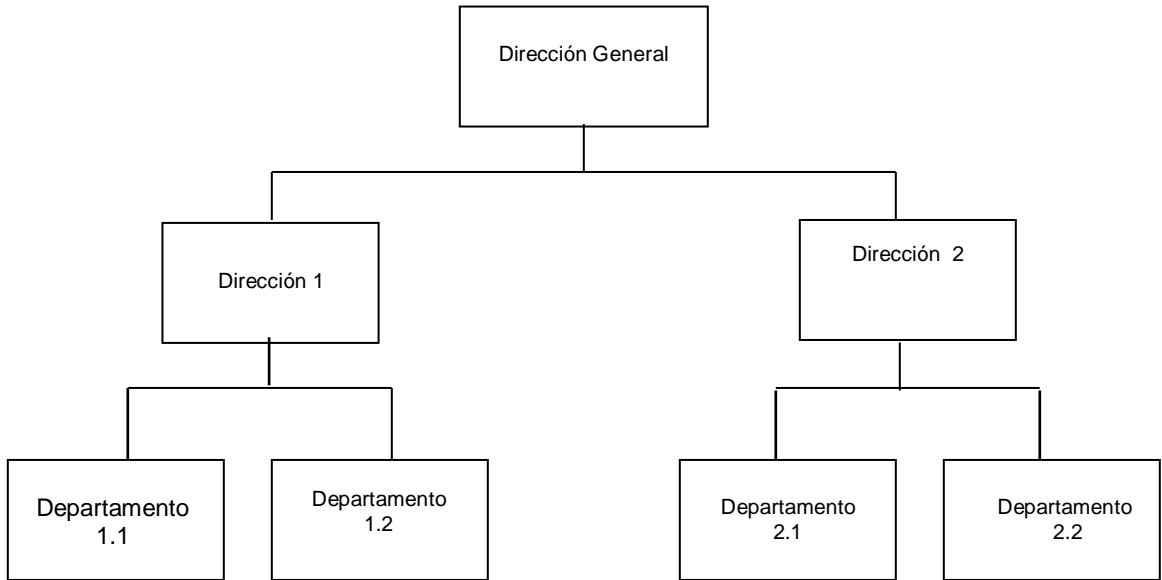 Dirección General
Dirección 1
Dirección 2
Departamento
1.1
Departamento
1.2
Departamento
2.1
Departamento
2.2